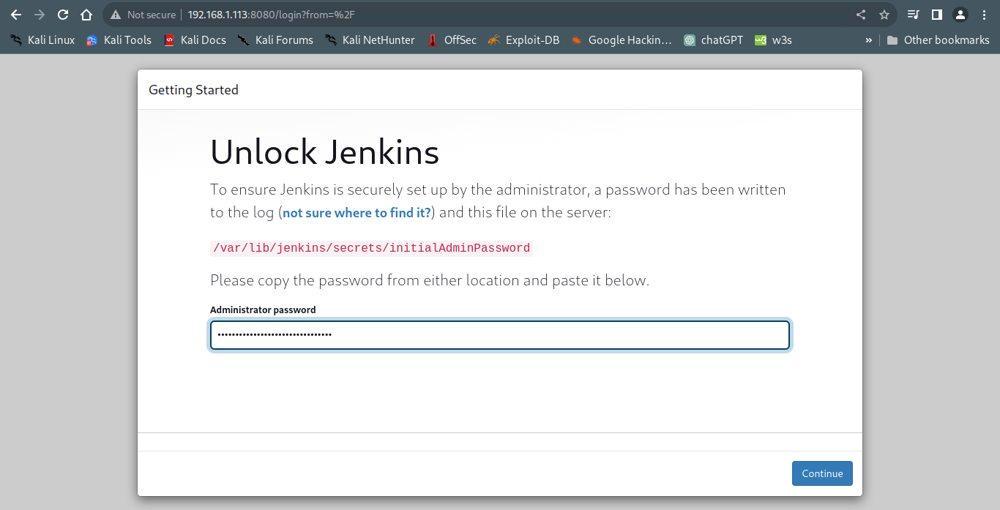 Not secure 192.168.1.113:8080/login?from=%2F
Kali Linux Kali Tools Kali Docs Kali Forums Kali NetHunter OffSec Exploit-DB Google Hackin… chatGPT w3s » Other bookmarks
Getting Started
Unlock Jenkins
To ensure Jenkins is securely set up by the administrator, a password has been written
to the log (not sure where to find it?) and this file on the server:
/var/lib/jenkins/secrets/initialAdminPassword
Please copy the password from either location and paste it below.
Administrator password
••••••••••••••••••••••••••••••••
Continue